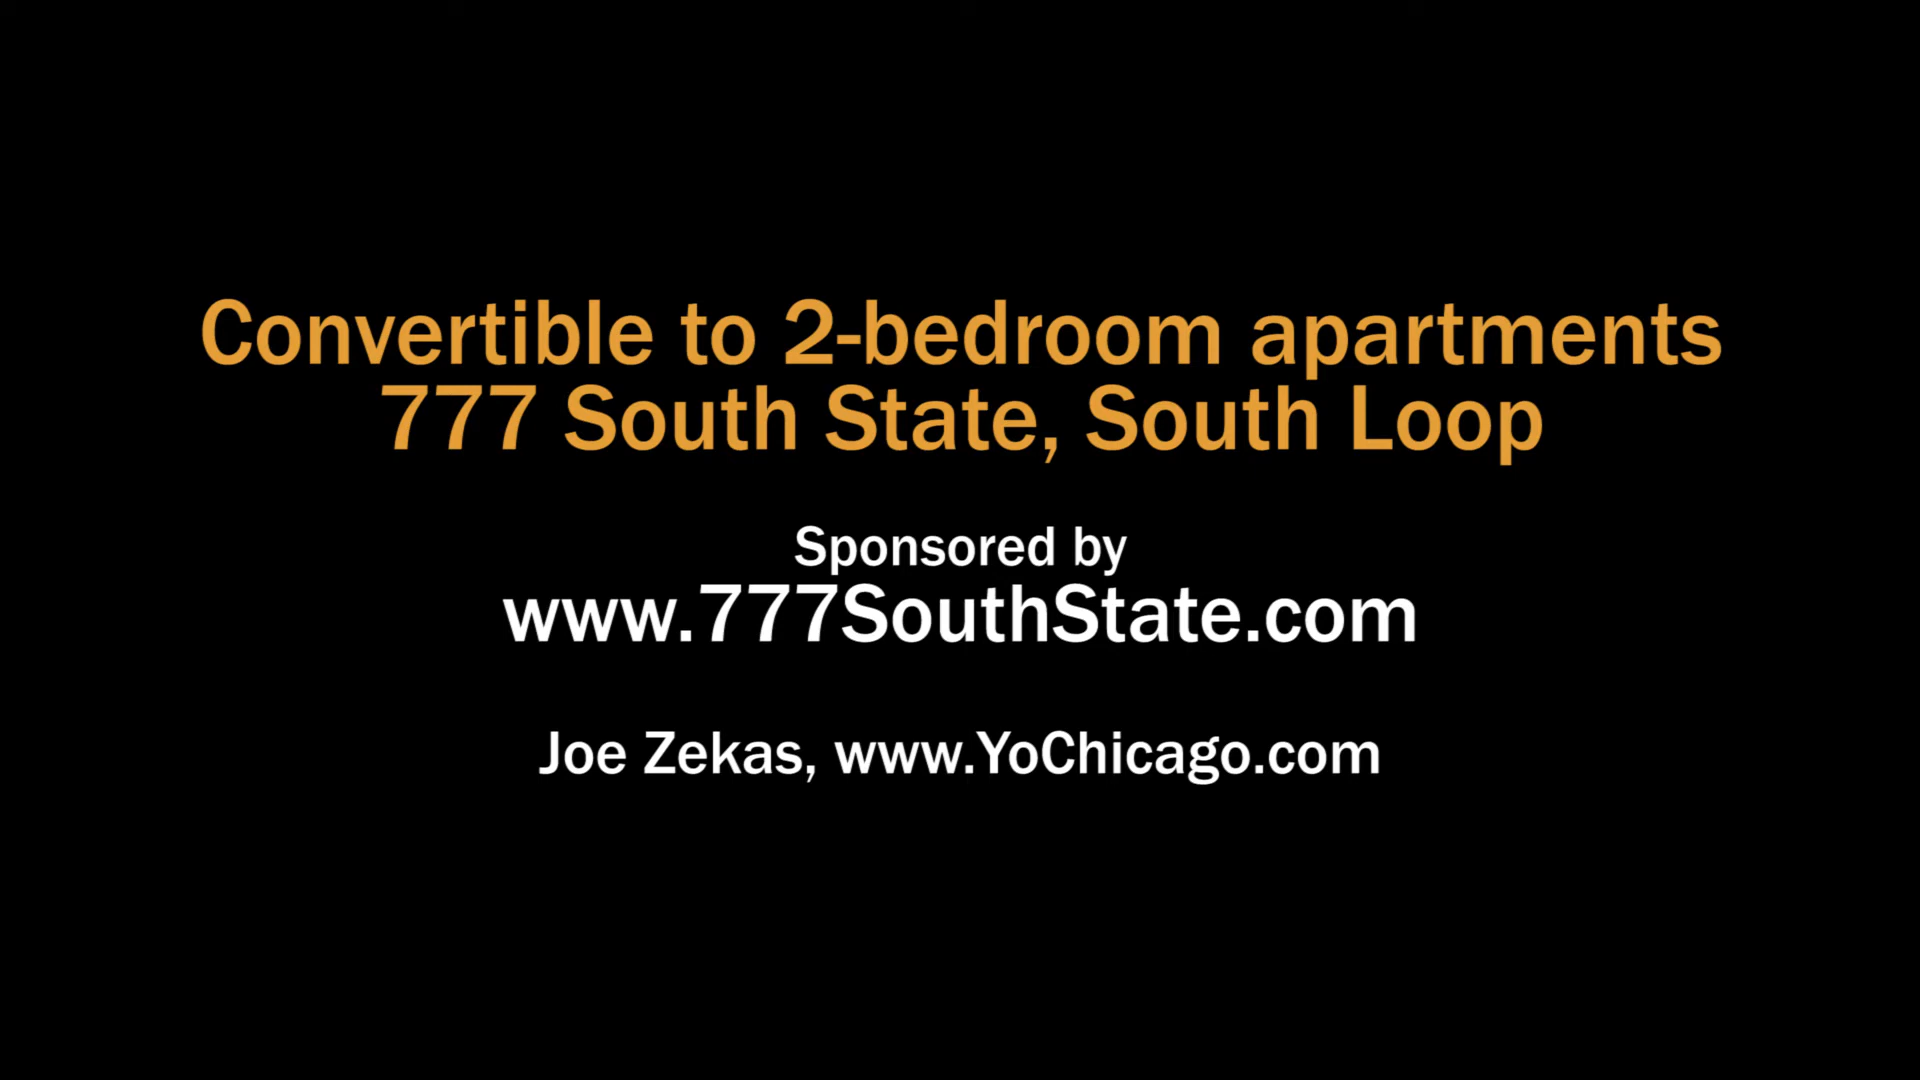 Convertible to 2-bedroom apartments
777 South State, South Loop
Sponsored by
www.777SouthState.com
Joe Zekas, www.YoChicago.com